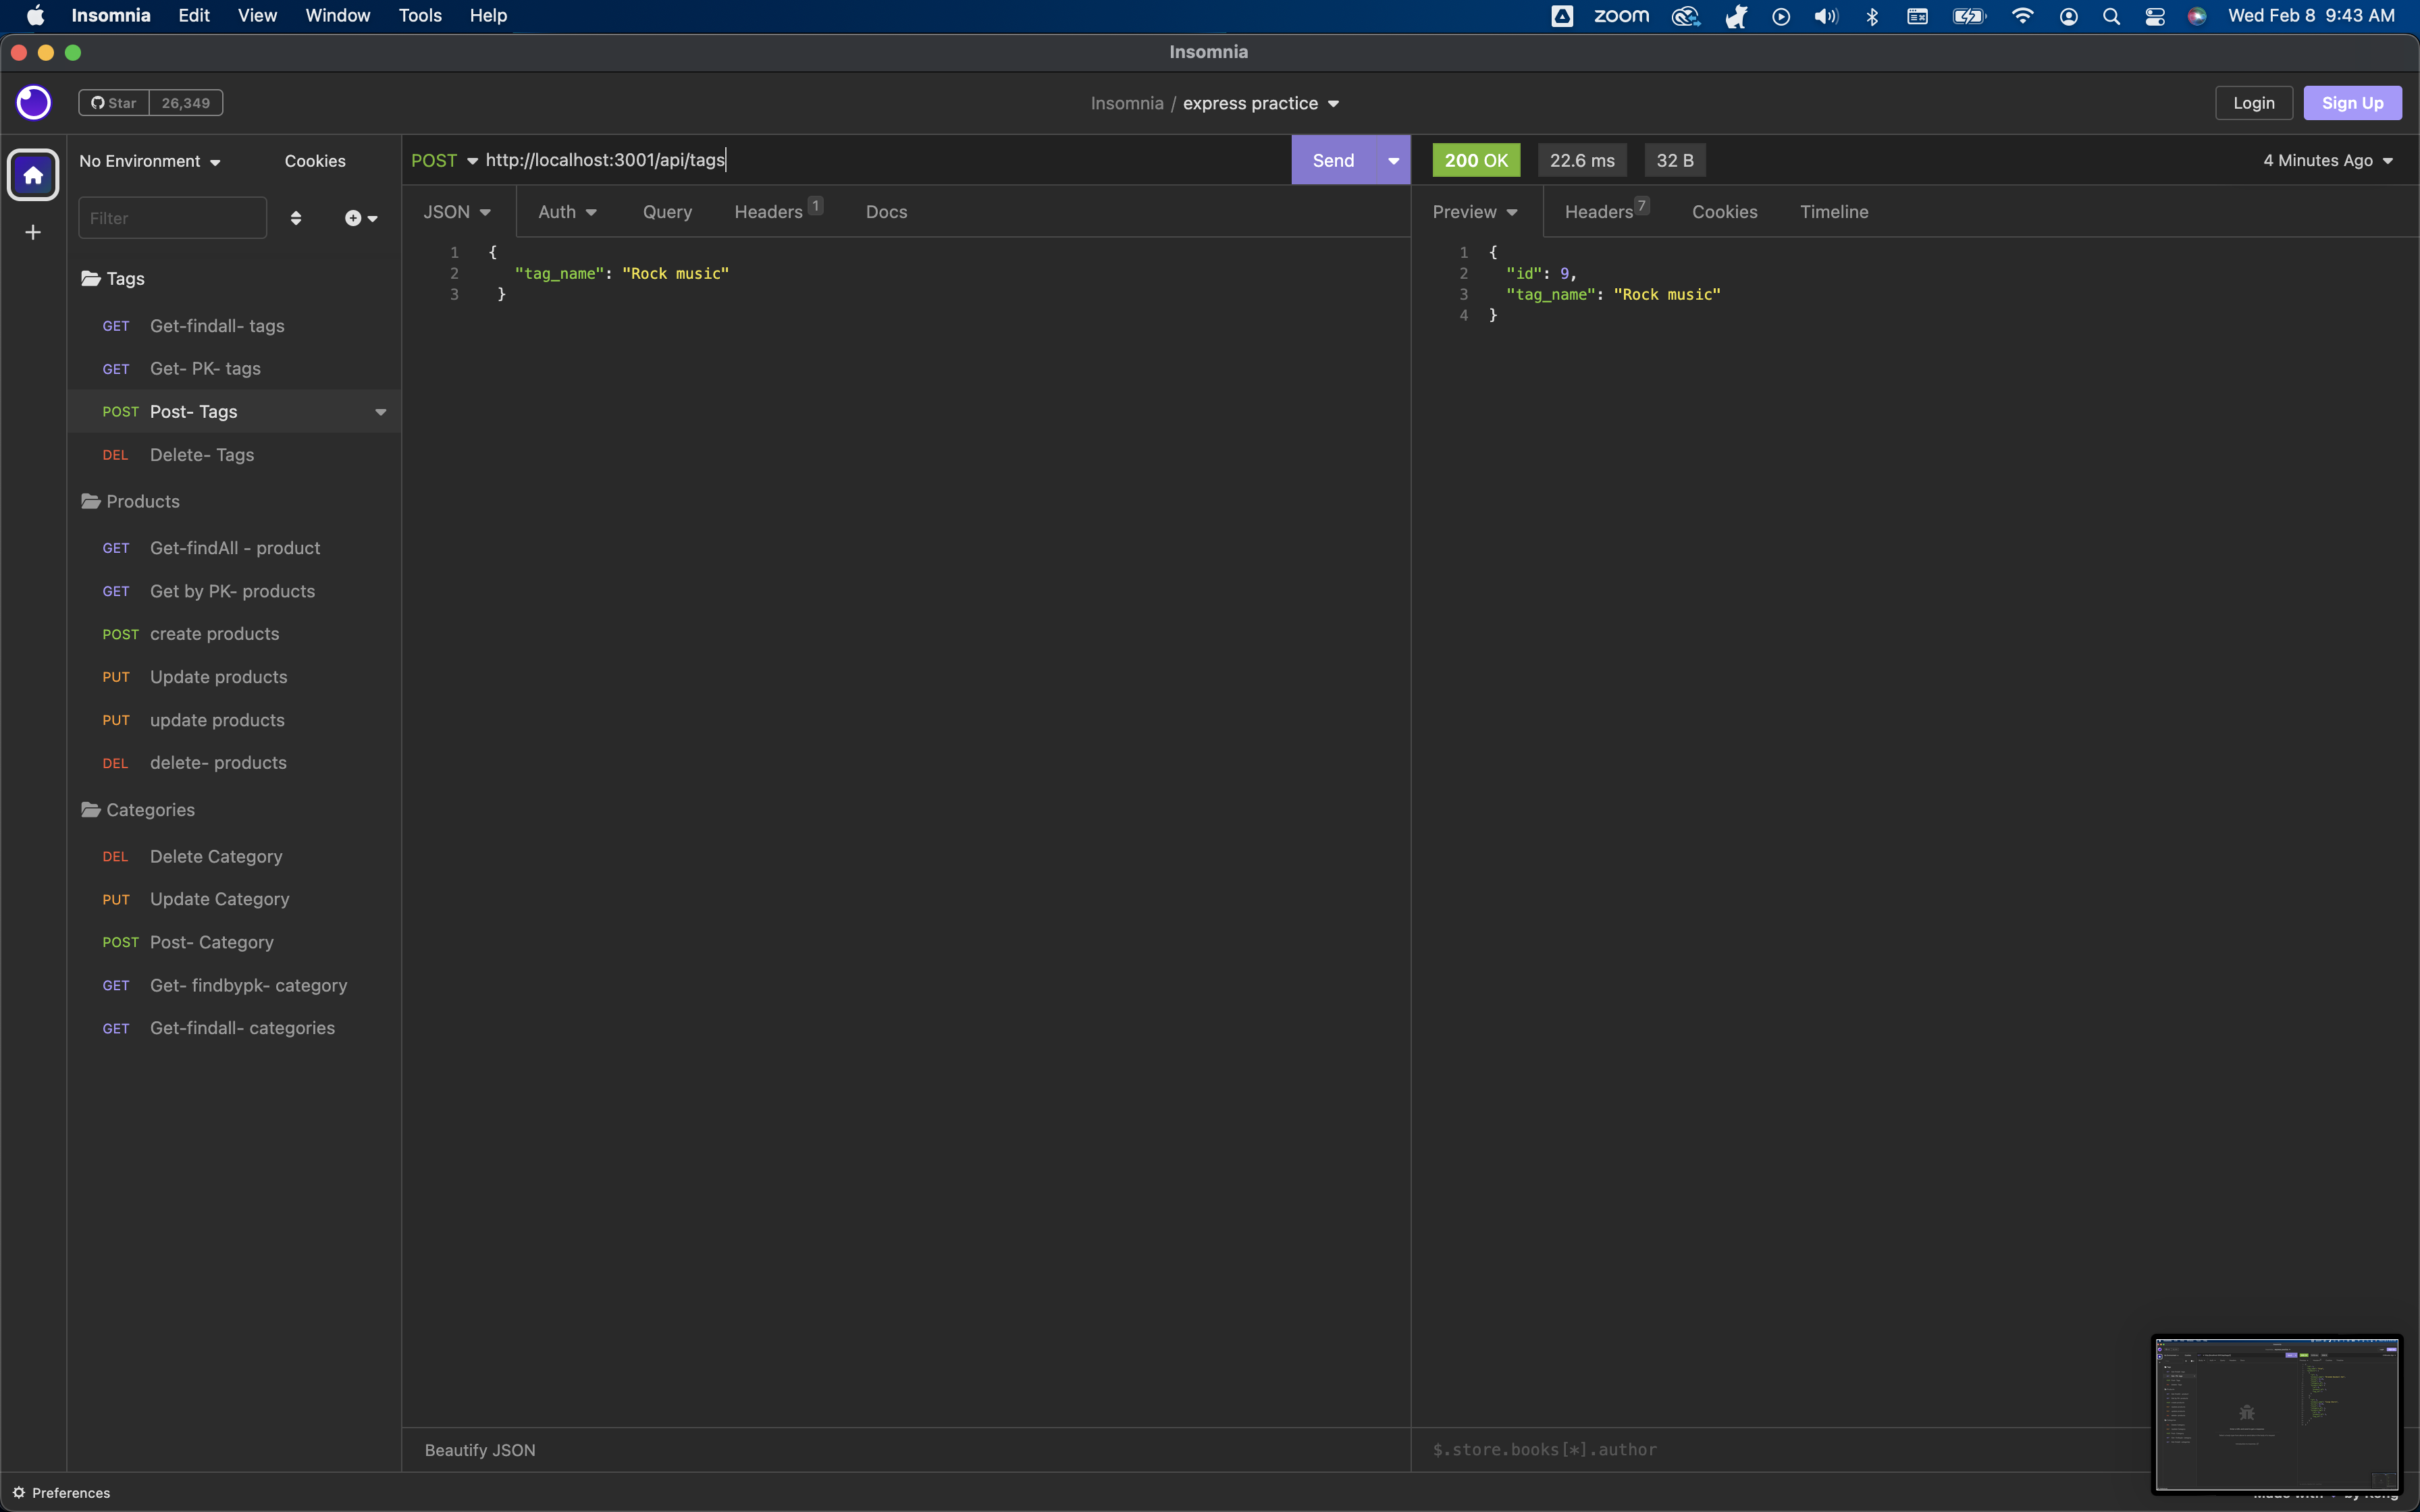 Insomnia Edit View Window Tools Help zoom Wed Feb 8 9:43 AM
Insomnia
Star 26,349 Insomnia / express practice Login Sign Up
No Environment Cookies POST http://localhost:3001/api/tags Send 200 OK 22.6 ms 32 B 4 Minutes Ago
Filter
JSON Auth Query Headers 1 Docs
Preview Headers 7 Cookies Timeline
1 {
2 "tag_name": "Rock music"
3 }
1 {
2 "id": 9,
3 "tag_name": "Rock music"
4 }
Tags
GET Get-findall- tags
GET Get- PK- tags
POST Post- Tags
DEL Delete- Tags
Products
GET Get-findAll - product
GET Get by PK- products
POST create products
PUT Update products
PUT update products
DEL delete- products
Categories
DEL Delete Category
PUT Update Category
POST Post- Category
GET Get- findbypk- category
GET Get-findall- categories
Beautify JSON
$.store.books[*].author
Preferences